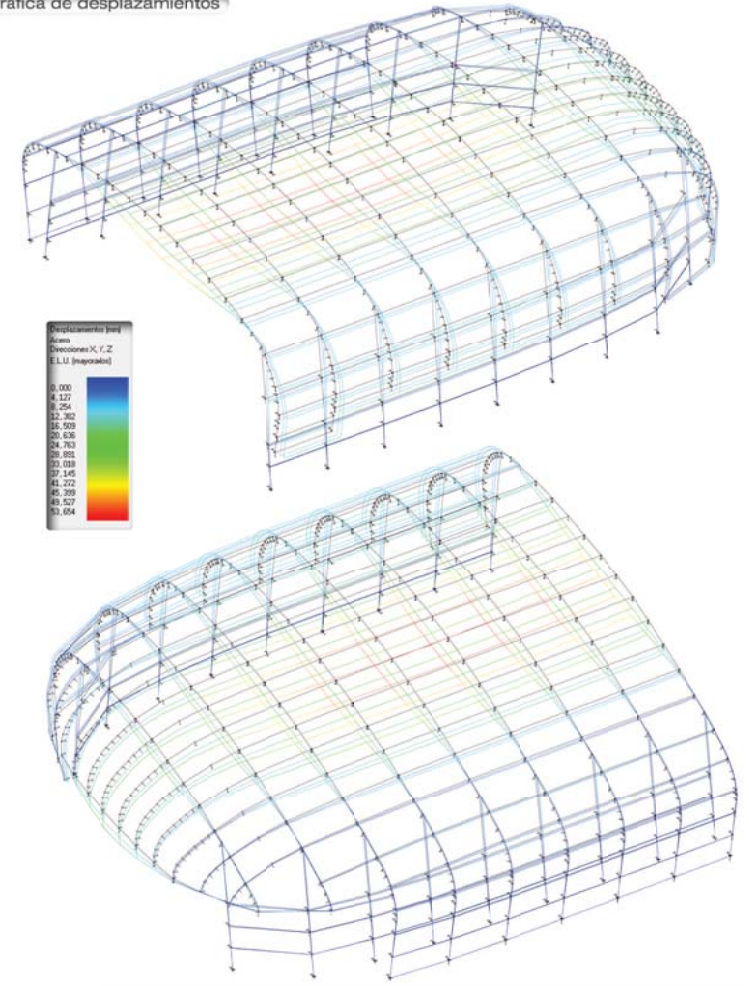 ráfica de desplazamientos
Desplazamientos [mm]
Acero
Direcciones X, Y, Z
E.L.U. (mayorados)
0,000
4,127
8,254
12,382
16,509
20,636
24,763
28,891
33,018
37,145
41,272
45,399
49,527
53,654